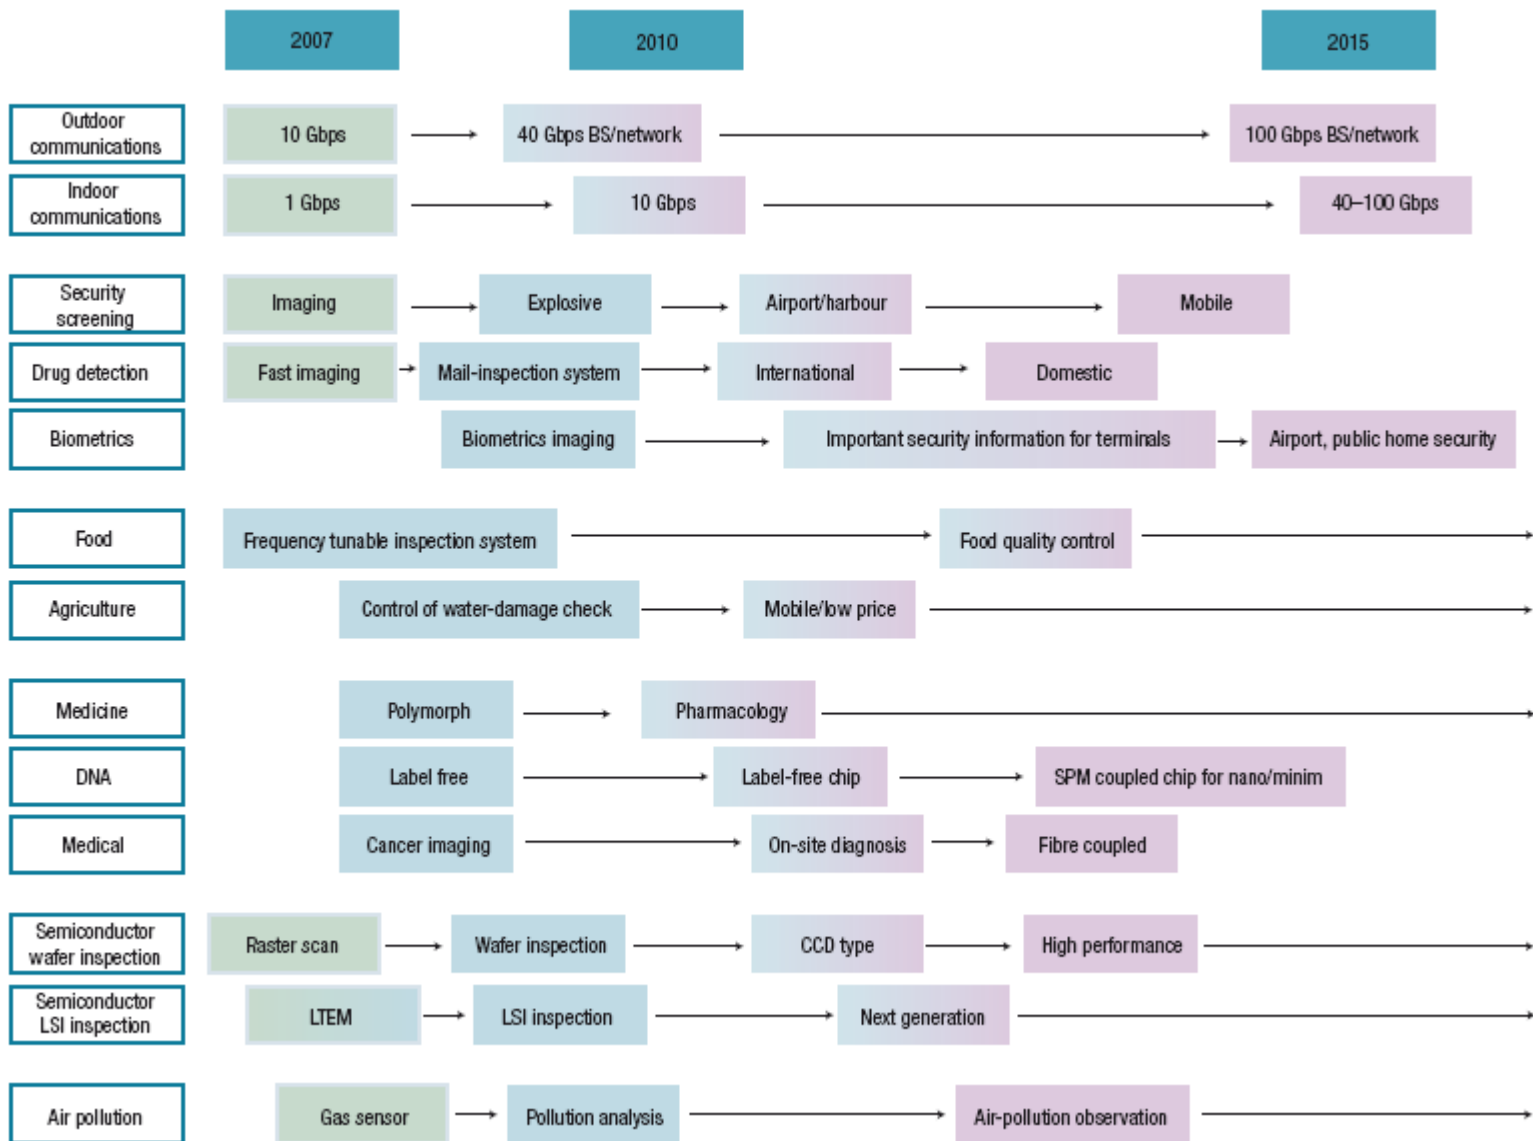 2007 2010 2015
Outdoor
communications
10 Gbps 40 Gbps BS/network 100 Gbps BS/network
Indoor
communications
1 Gbps 10 Gbps 40–100 Gbps
Security
screening
Imaging Explosive Airport/harbour Mobile
Drug detection Fast imaging Mail-inspection system International Domestic
Biometrics Biometrics imaging Important security information for terminals Airport, public home security
Food Frequency tunable inspection system Food quality control
Agriculture Control of water-damage check Mobile/low price
Medicine Polymorph Pharmacology
DNA Label free Label-free chip SPM coupled chip for nano/minim
Medical Cancer imaging On-site diagnosis Fibre coupled
Semiconductor
wafer inspection
Raster scan Wafer inspection CCD type High performance
Semiconductor
LSI inspection
LTEM LSI inspection Next generation
Air pollution Gas sensor Pollution analysis Air-pollution observation